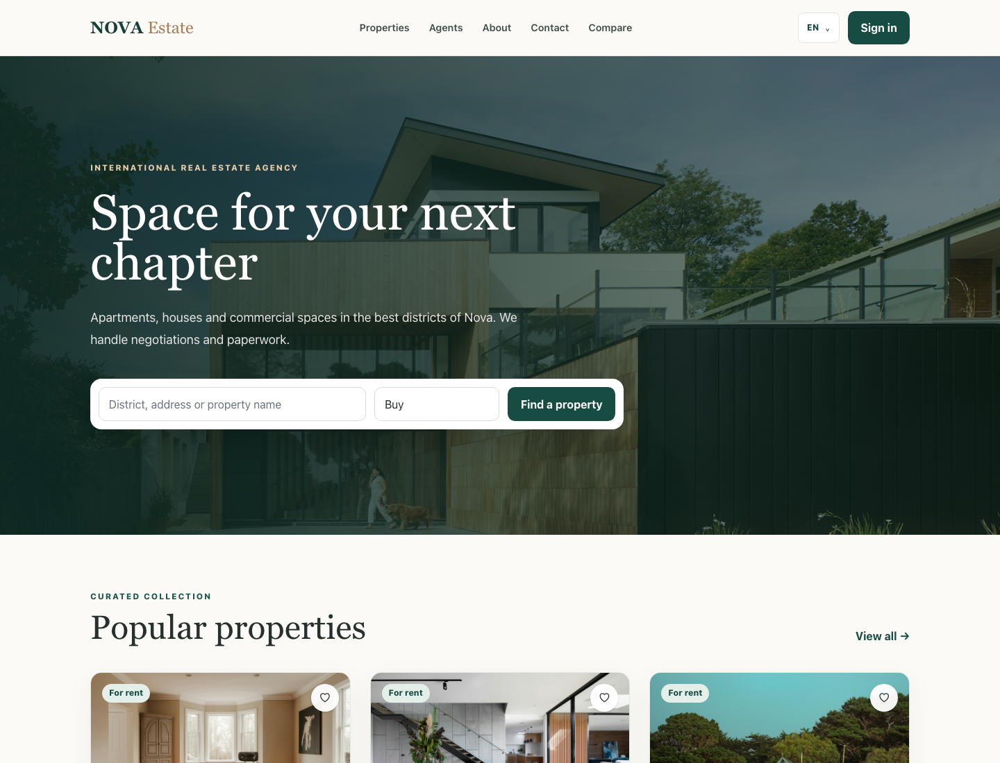 NOVA Estate
Properties
Agents
About
Contact
Compare
EN
Sign in
INTERNATIONAL REAL ESTATE AGENCY
Space for your next
chapter
Apartments, houses and commercial spaces in the best districts of Nova. We
handle negotiations and paperwork.
District, address or property name
Buy
Find a property
CURATED COLLECTION
Popular properties
View all →
For rent
For rent
For rent